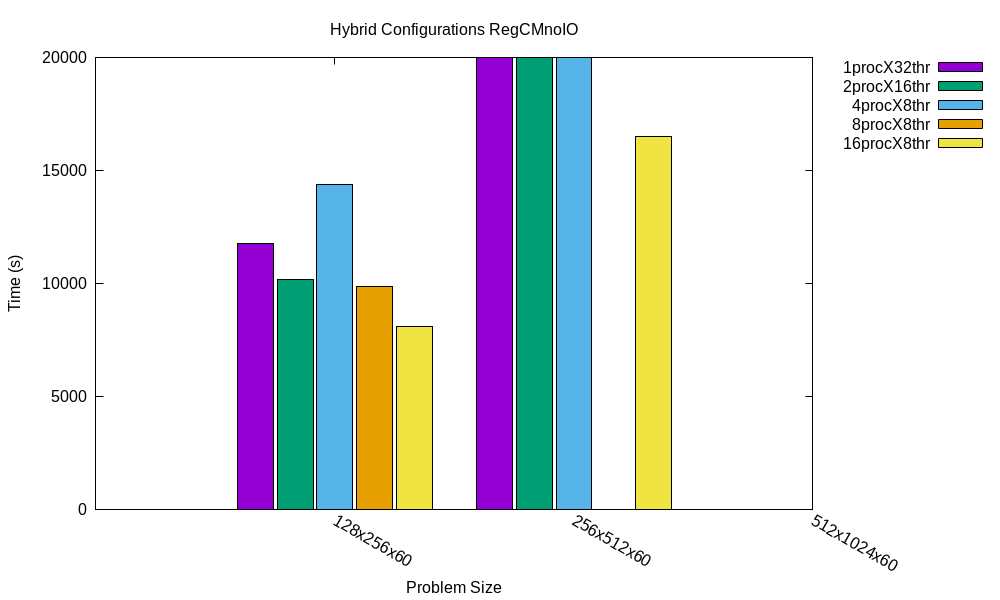 Hybrid Configurations RegCMnoIO
20000
15000
10000
5000
0
Time (s)
1procX32thr
2procX16thr
4procX8thr
8procX8thr
16procX8thr
128x256x60
256x512x60
512x1024x60
Problem Size